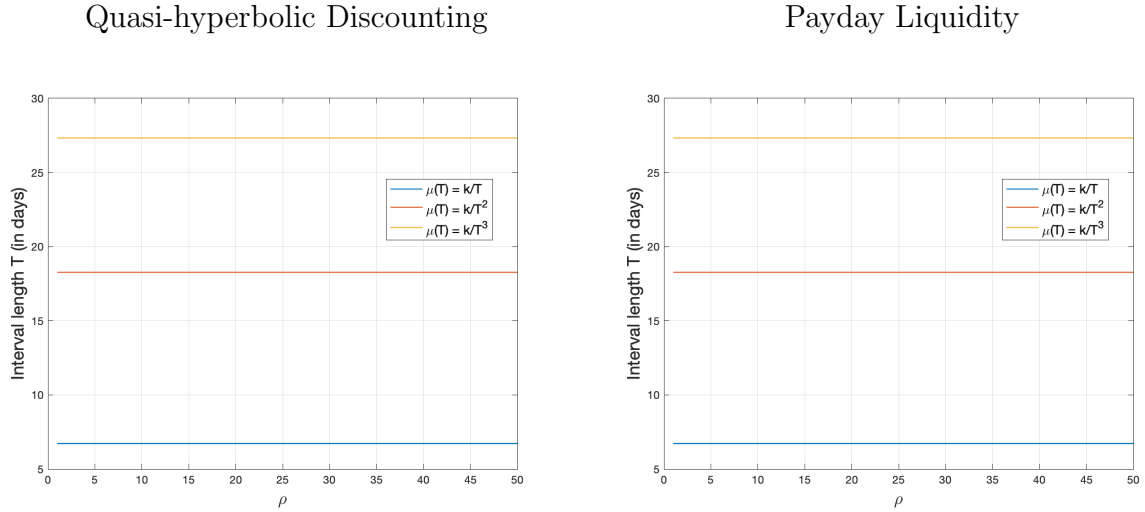 Quasi-hyperbolic Discounting
Interval length T (in days)
30
25
20
15
10
5
0 5 10 15 20 25 30 35 40 45 50
ρ
μ(T) = k/T
μ(T) = k/T²
μ(T) = k/T³
Payday Liquidity
Interval length T (in days)
30
25
20
15
10
5
0 5 10 15 20 25 30 35 40 45 50
ρ
μ(T) = k/T
μ(T) = k/T²
μ(T) = k/T³